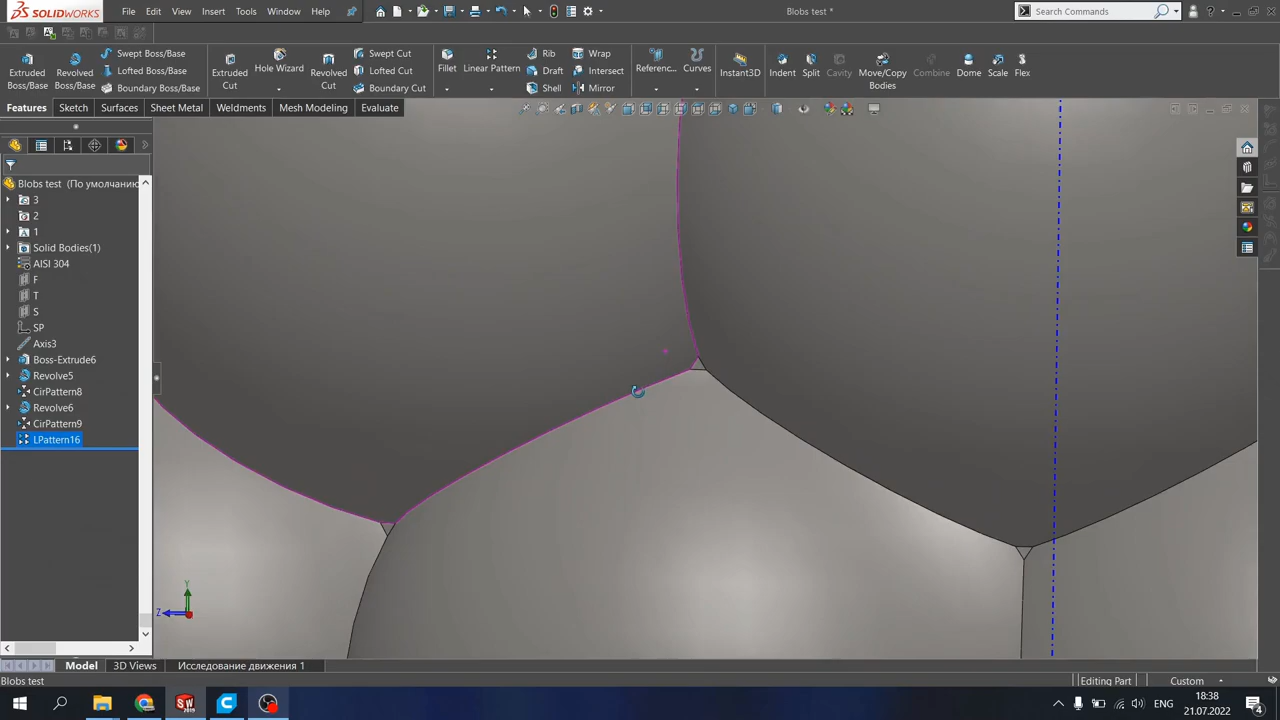 SOLIDWORKS File Edit View Insert Tools Window Blobs test * Search Commands
Extruded Boss/Base Revolved Boss/Base Swept Boss/Base Lofted Boss/Base Boundary Boss/Base Extruded Cut Hole Wizard Revolved Cut Swept Cut Lofted Cut Boundary Cut Fillet Linear Pattern Rib Draft Shell Wrap Intersect Mirror Referenc... Curves Instant3D Indent Split Cavity Move/Copy Bodies Combine Dome Scale Flex
Features Sketch Surfaces Sheet Metal Weldments Mesh Modeling Evaluate
Blobs test (По умолчанию
3
2
1
Solid Bodies(1)
AISI 304
F
T
S
SP
Axis3
Boss-Extrude6
Revolve5
CirPattern8
Revolve6
CirPattern9
LPattern16
Y
Z
Model 3D Views Исследование движения 1
Blobs test Editing Part Custom
ENG 18:38
21.07.2022 4